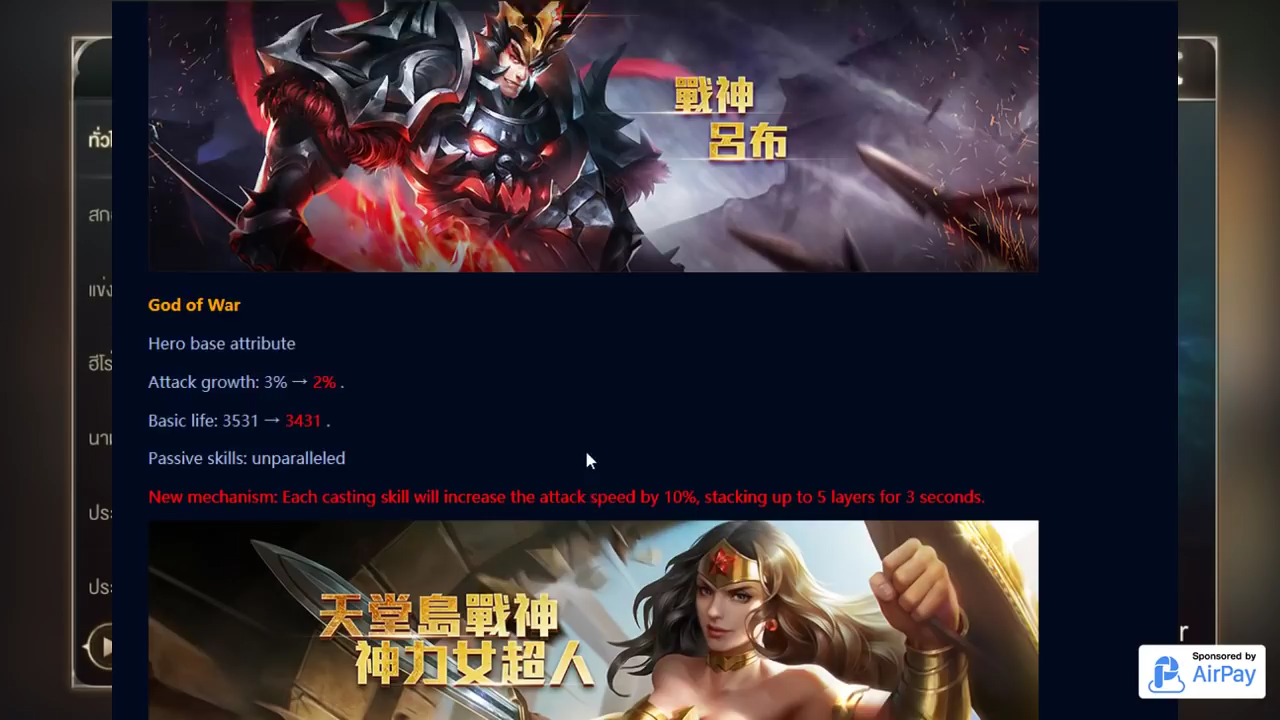 戰神
呂布
God of War
Hero base attribute
Attack growth: 3% → 2% .
Basic life: 3531 → 3431 .
Passive skills: unparalleled
New mechanism: Each casting skill will increase the attack speed by 10%, stacking up to 5 layers for 3 seconds.
天堂島戰神
神力女超人
Sponsored by
AirPay